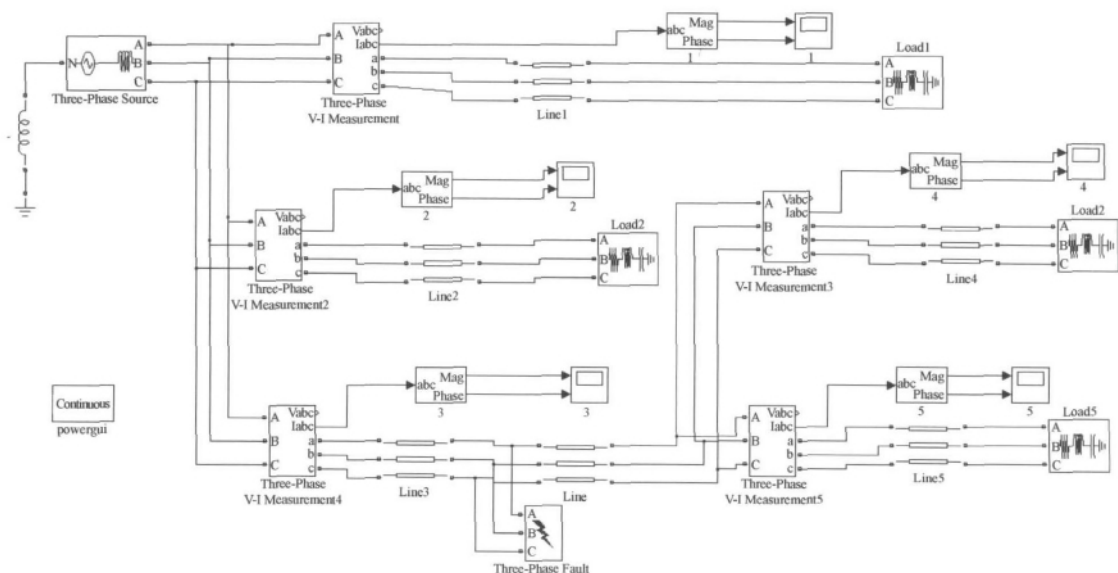 Vabc
Iabc
A a
B b
C c
Three-Phase
V-I Measurement
N
A
B
C
Three-Phase Source
abc Mag
Phase
1
1
Line1
Load1
A
B
C
Vabc
Iabc
A a
B b
C c
Three-Phase
V-I Measurement2
abc Mag
Phase
2
2
Line2
Load2
A
B
C
Vabc
Iabc
A a
B b
C c
Three-Phase
V-I Measurement3
abc Mag
Phase
4
4
Line4
Load2
A
B
C
Continuous
powergui
Vabc
Iabc
A a
B b
C c
Three-Phase
V-I Measurement4
abc Mag
Phase
3
3
Line3
Line
A
B
C
Three-Phase Fault
Vabc
Iabc
A a
B b
C c
Three-Phase
V-I Measurement5
abc Mag
Phase
5
5
Line5
Load5
A
B
C